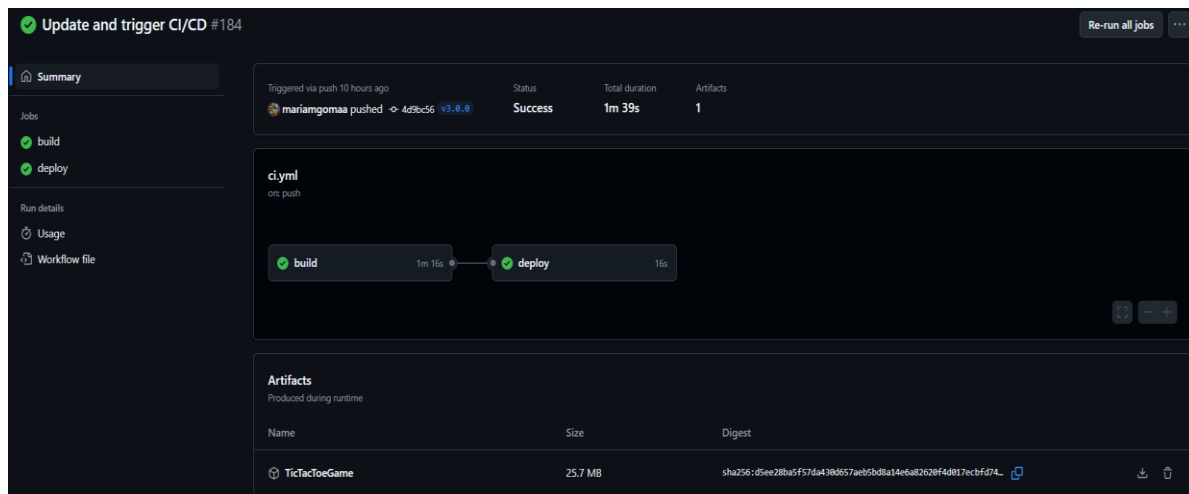 Update and trigger CI/CD #184
Re-run all jobs
Summary
Jobs
build
deploy
Run details
Usage
Workflow file
Triggered via push 10 hours ago
mariamgomaa pushed 4d9bc56 v3.0.0
Status
Success
Total duration
1m 39s
Artifacts
1
ci.yml
on: push
build 1m 16s
deploy 16s
Artifacts
Produced during runtime
Name Size Digest
TicTacToeGame 25.7 MB sha256:d5ee28ba5f57da430d657aeb5bd8a14e6a82620f4d017ecbfd74…